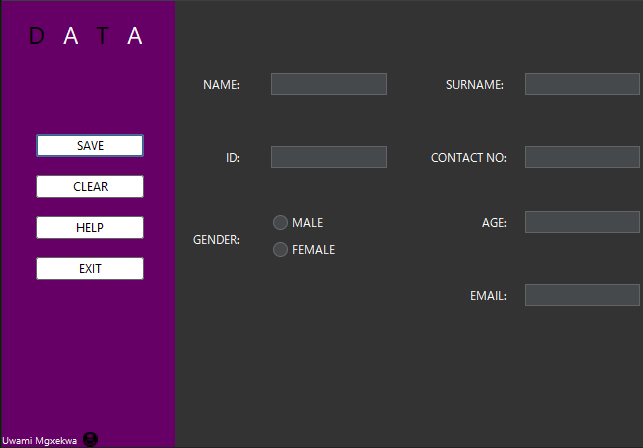 D A T A
SAVE
CLEAR
HELP
EXIT
Uwami Mgxekwa
NAME:
SURNAME:
ID:
CONTACT NO:
GENDER:
MALE
FEMALE
AGE:
EMAIL: